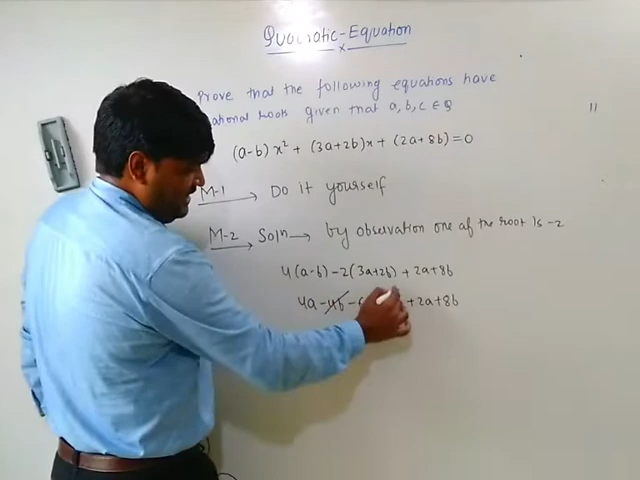 Quadratic-Equation
x
Prove that the following equations have
rational roots given that a, b, c ∈ Q
11
(a-b) x² + (3a+2b)x + (2a+8b) = 0
M-1 → Do it yourself
M-2 → Solⁿ → by observation one of the root is -2
4(a-b) -2(3a+2b) + 2a+8b
4a - 4b - +2a+8b